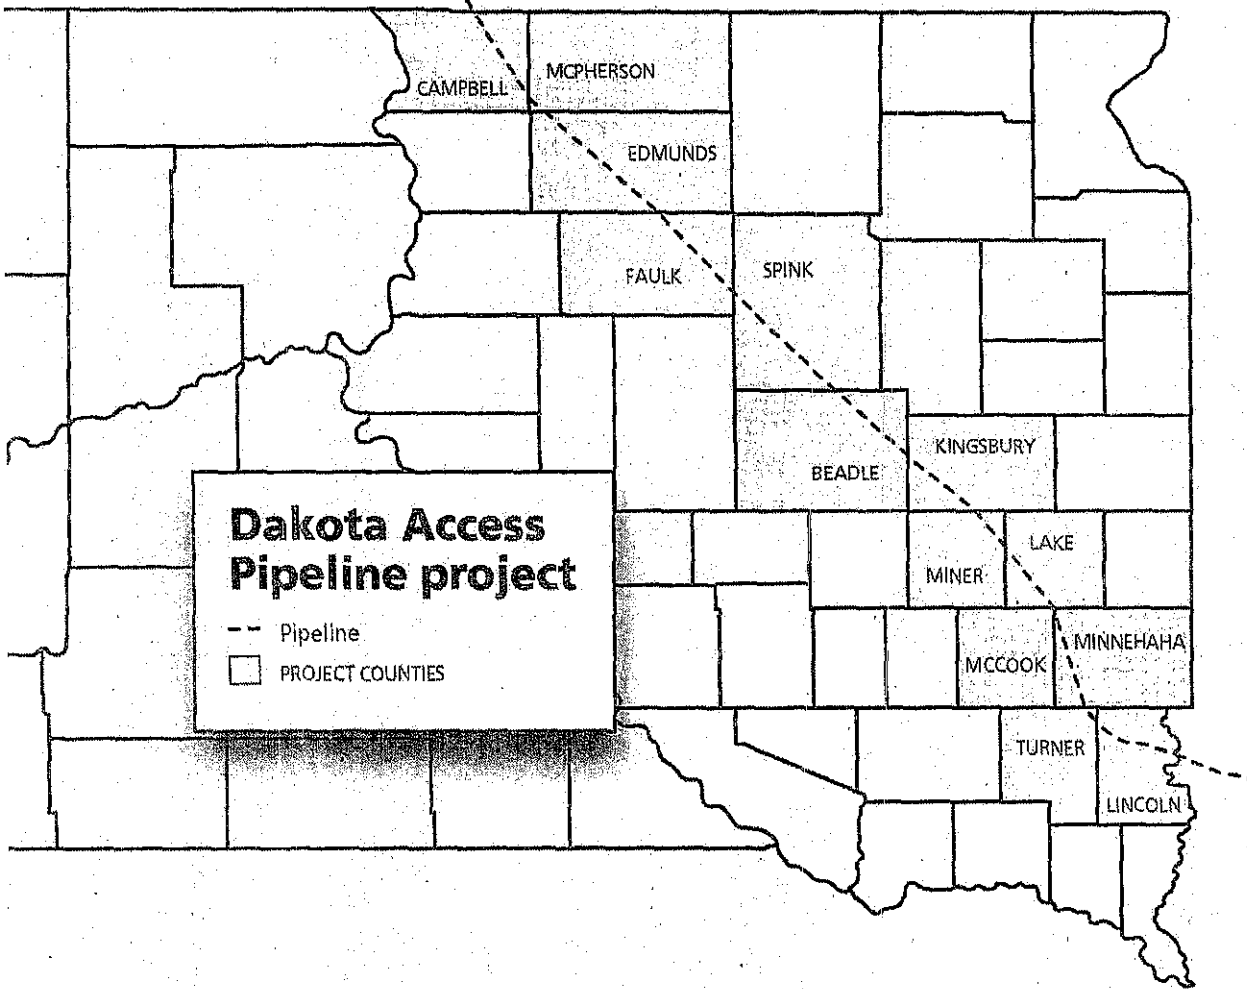 CAMPBELL
MCPHERSON
EDMUNDS
FAULK
SPINK
BEADLE
KINGSBURY
Dakota Access
Pipeline project
Pipeline
PROJECT COUNTIES
MINER
LAKE
MCCOOK
MINNEHAHA
TURNER
LINCOLN